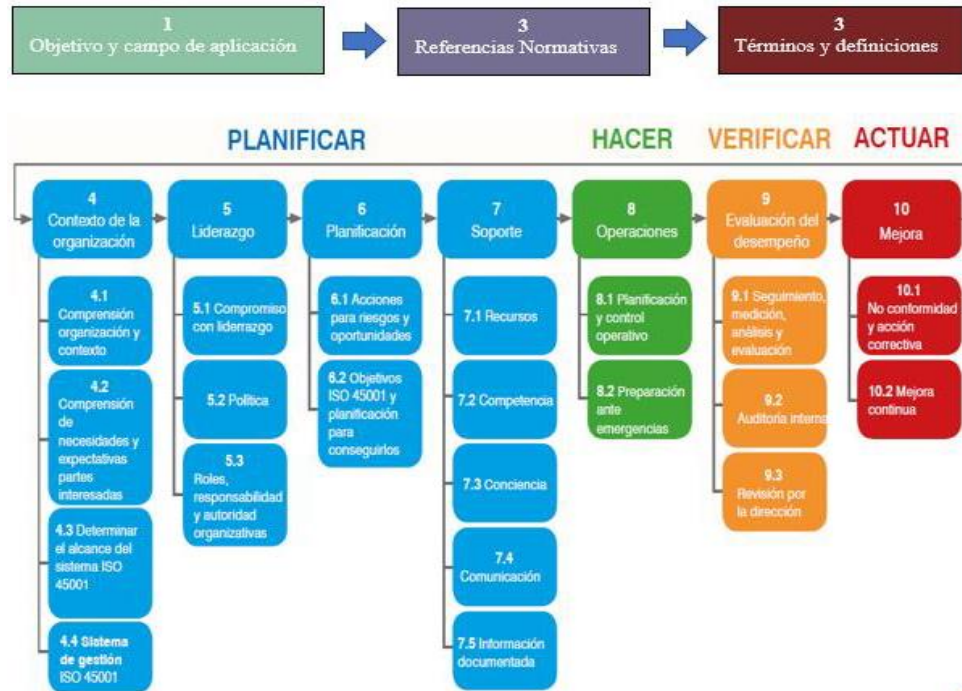 1
Objetivo y campo de aplicación
3
Referencias Normativas
3
Términos y definiciones
PLANIFICAR
HACER
VERIFICAR
ACTUAR
4
Contexto de la
organización
5
Liderazgo
6
Planificación
7
Soporte
8
Operaciones
9
Evaluación del
desempeño
10
Mejora
4.1
Comprensión
organización y
contexto
4.2
Comprensión
de
necesidades y
expectativas
partes
interesadas
4.3 Determinar
el alcance del
sistema ISO
45001
4.4 Sistema
de gestión
ISO 45001
5.1 Compromiso
con liderazgo
5.2 Política
5.3
Roles,
responsabilidad
y autoridad
organizativas
6.1 Acciones
para riesgos y
oportunidades
6.2 Objetivos
ISO 45001 y
planificación
para
conseguirlos
7.1 Recursos
7.2 Competencia
7.3 Conciencia
7.4
Comunicación
7.5 Información
documentada
8.1 Planificación
y control
operativo
8.2 Preparación
ante
emergencias
9.1 Seguimiento,
medición,
análisis y
evaluación
9.2
Auditoría interna
9.3
Revisión por
la dirección
10.1
No conformidad
y acción
correctiva
10.2 Mejora
continua